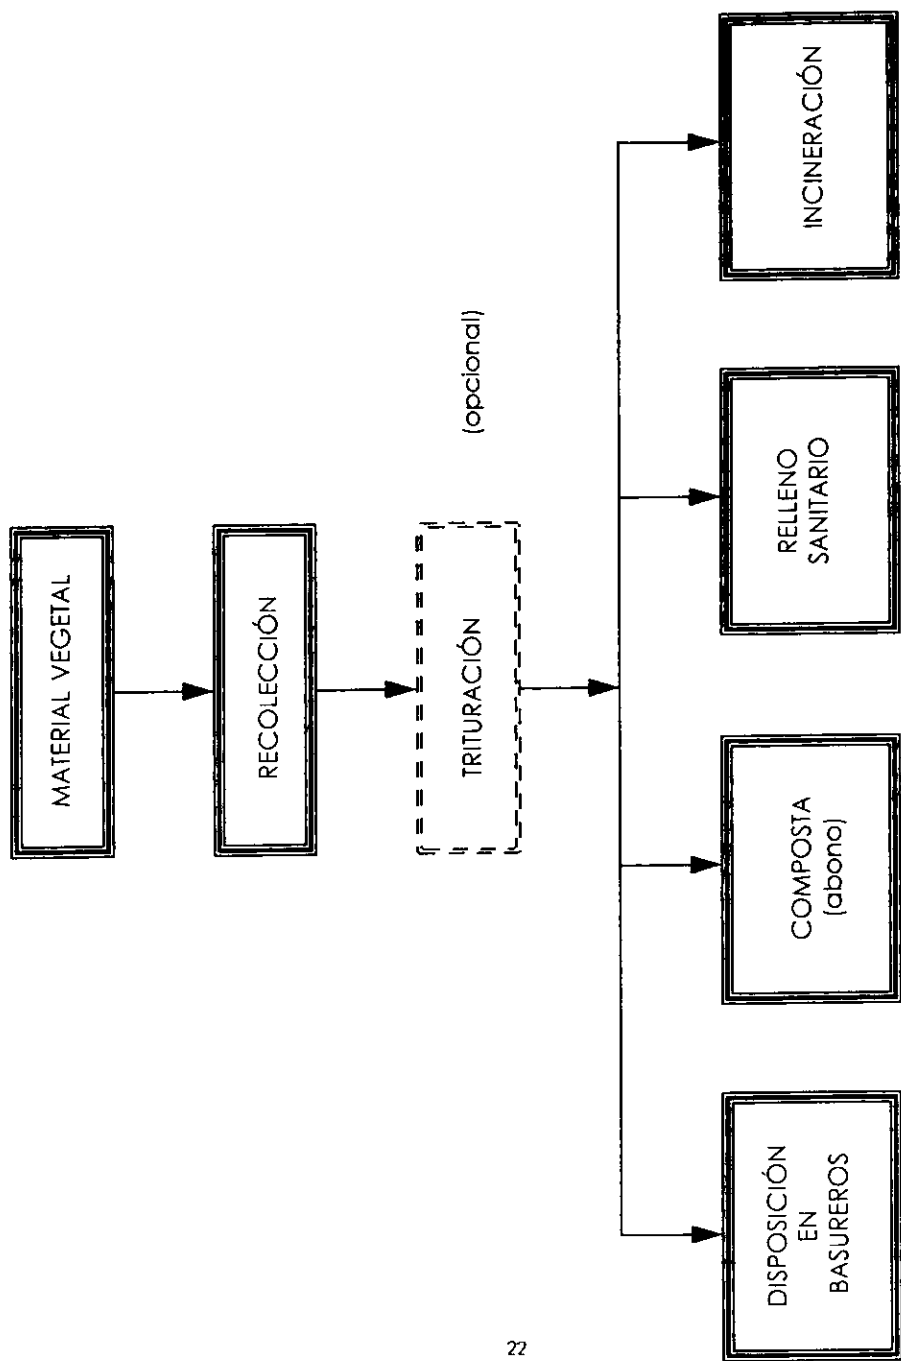 MATERIAL VEGETAL
RECOLECCIÓN
TRITURACIÓN
(opcional)
DISPOSICIÓN
EN
BASUREROS
COMPOSTA
(abono)
RELLENO
SANITARIO
INCINERACIÓN
22